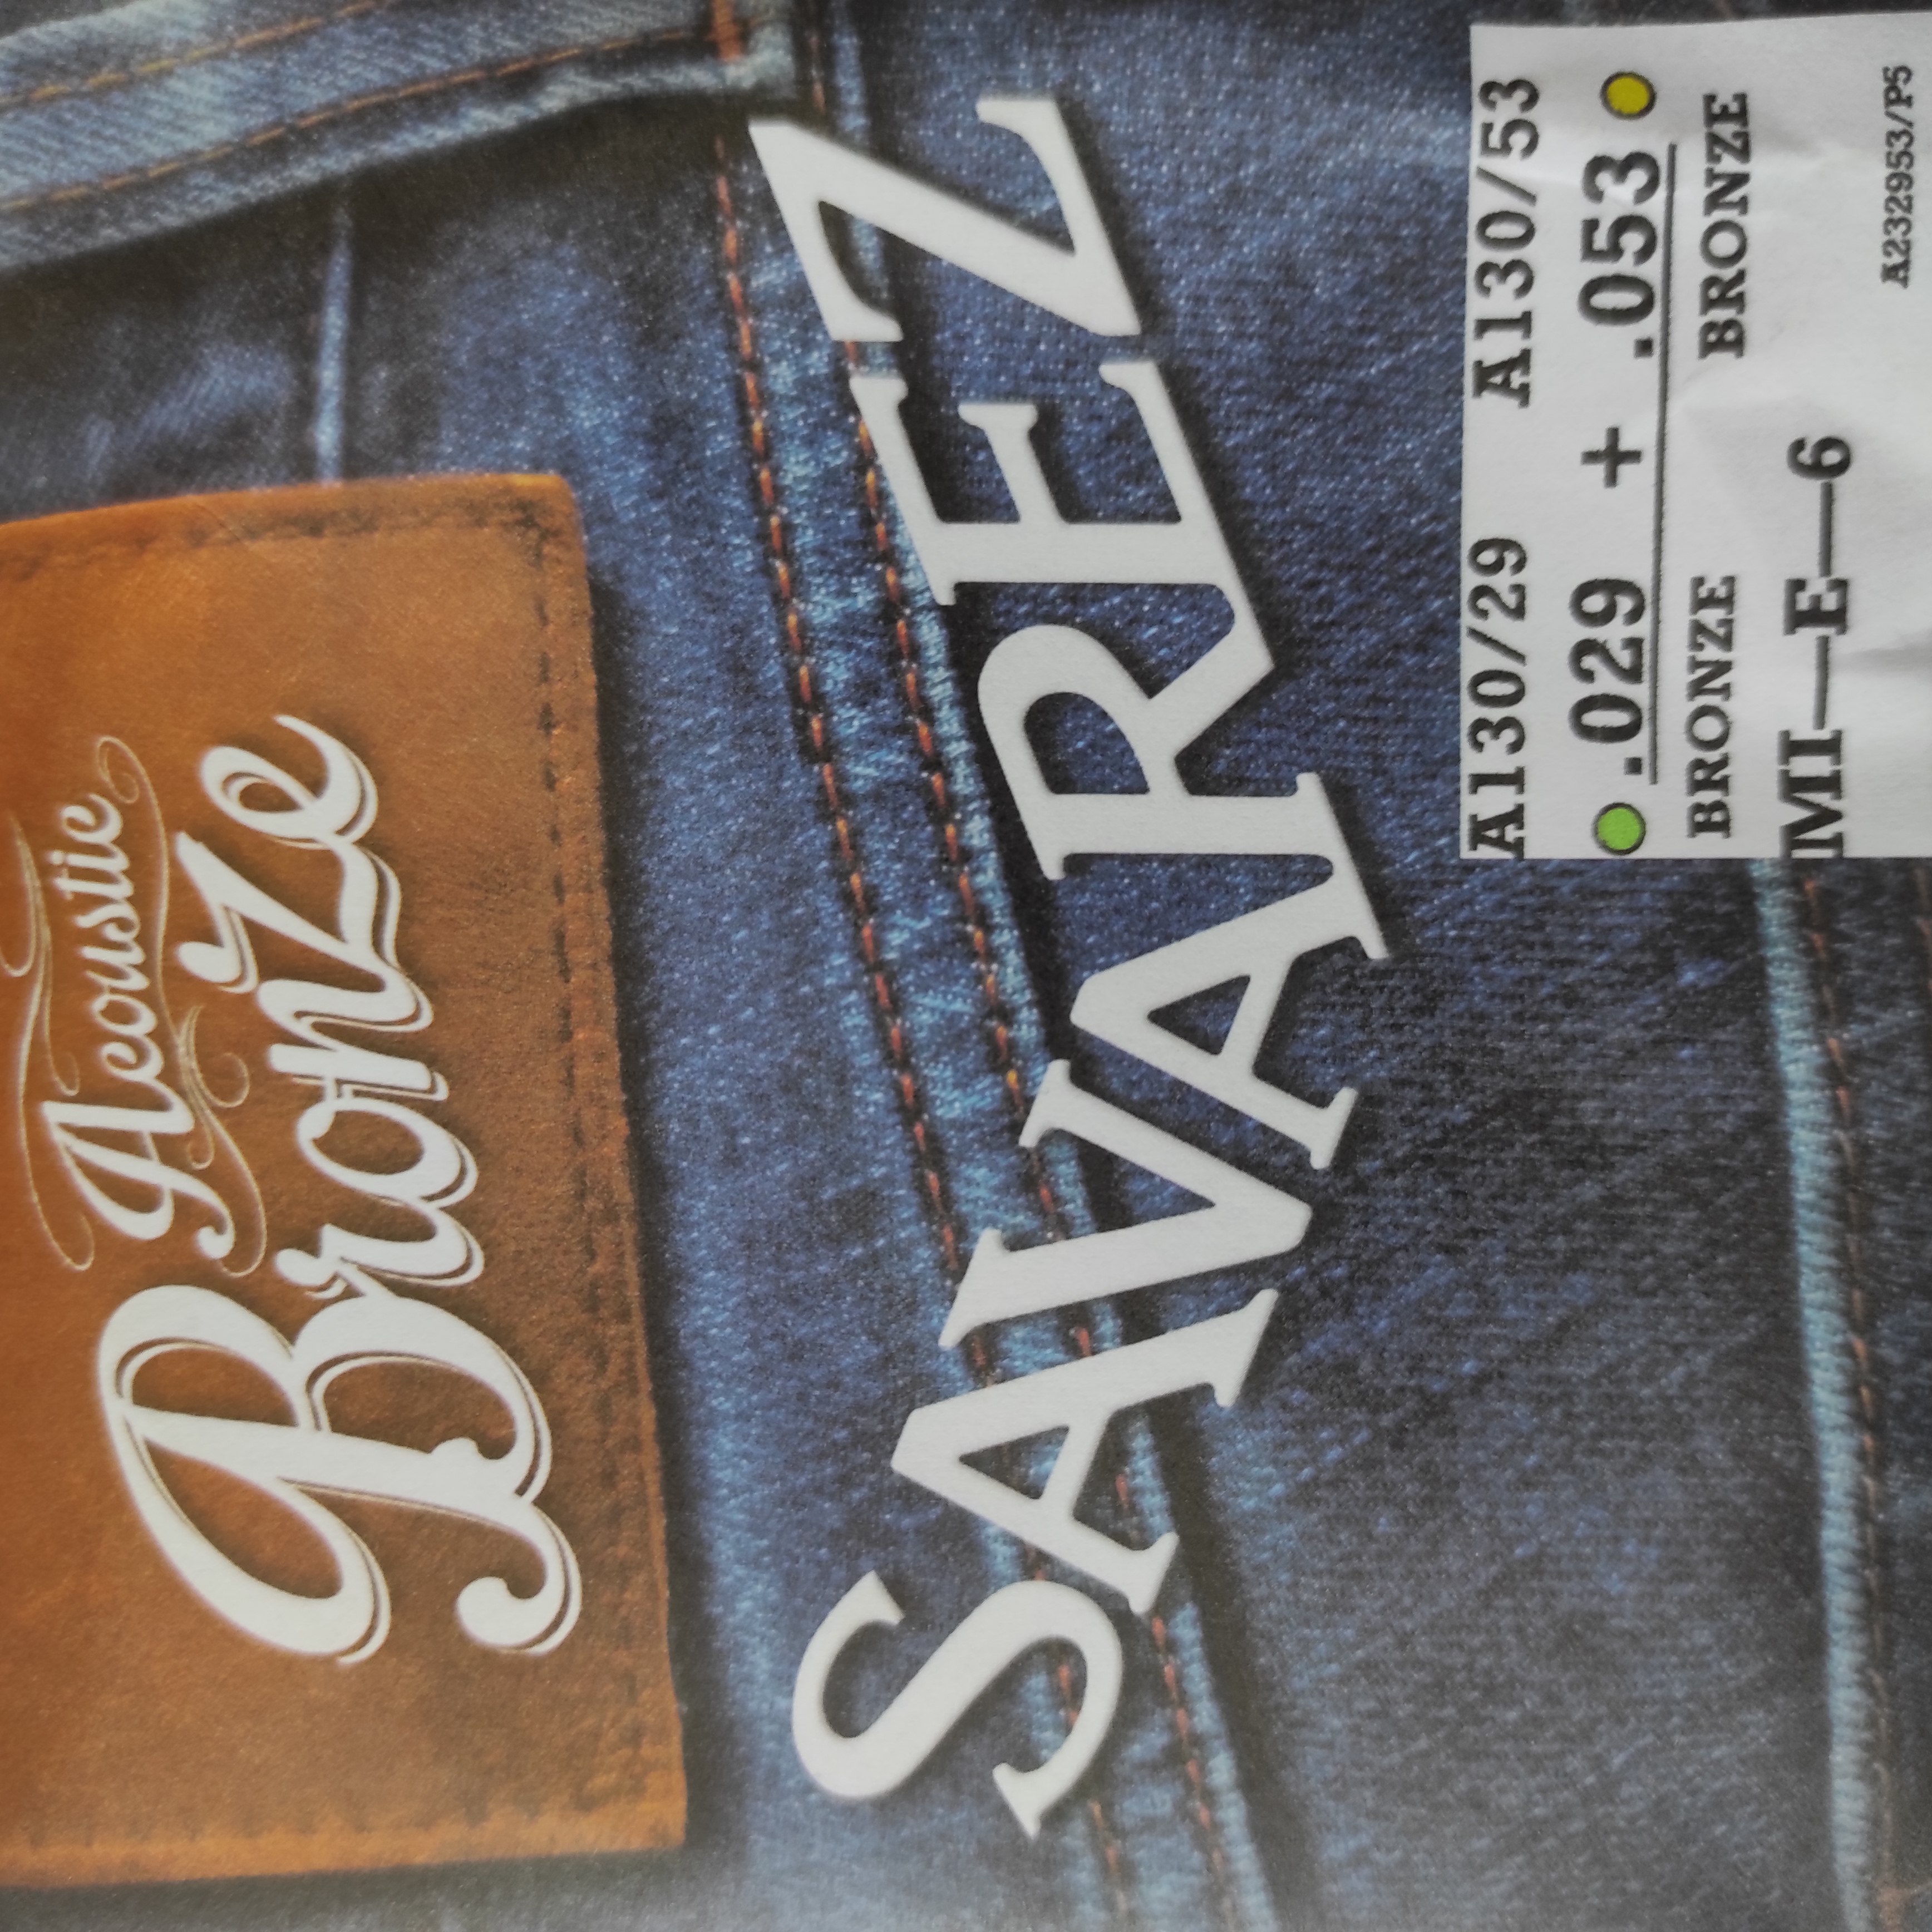 Acoustic
Bronze
SAVAREZ
A130/29 A130/53
.029 + .053
BRONZE BRONZE
MI—E—6
A232953/P5